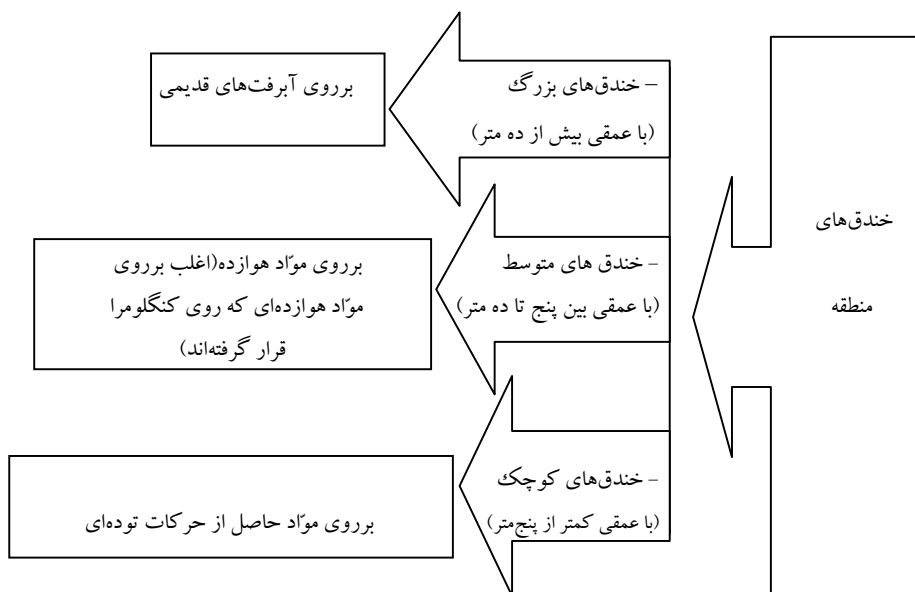 خندق‌های
منطقه
– خندق‌های بزرگ
(با عمقی بیش از ده متر)
برروی آبرفت‌های قدیمی
– خندق های متوسط
(با عمقی بین پنج تا ده متر)
برروی موّاد هوازده(اغلب برروی
موّاد هوازده‌ای که روی کنگلومرا
قرار گرفته‌اند)
– خندق‌های کوچک
(با عمقی کمتر از پنج‌متر)
برروی موّاد حاصل از حرکات توده‌ای